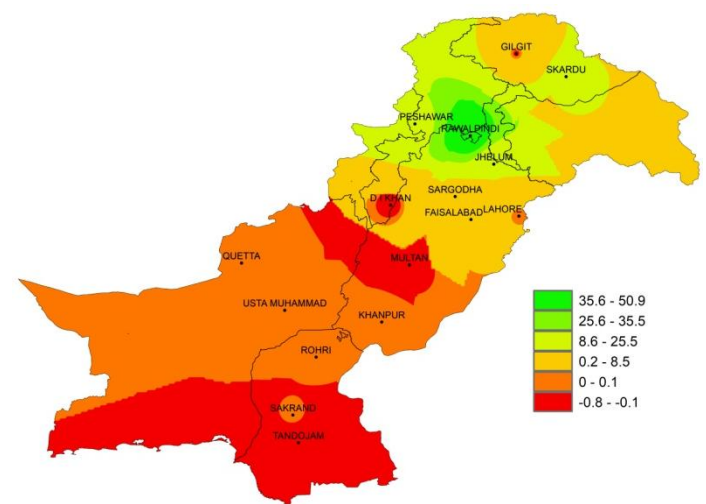 GILGIT
SKARDU
PESHAWAR
RAWALPINDI
JHBLUM
SARGODHA
D I KHAN
FAISALABAD
LAHORE
QUETTA
MULTAN
USTA MUHAMMAD
KHANPUR
ROHRI
SAKRAND
TANDOJAM
35.6 - 50.9
25.6 - 35.5
8.6 - 25.5
0.2 - 8.5
0 - 0.1
-0.8 - -0.1